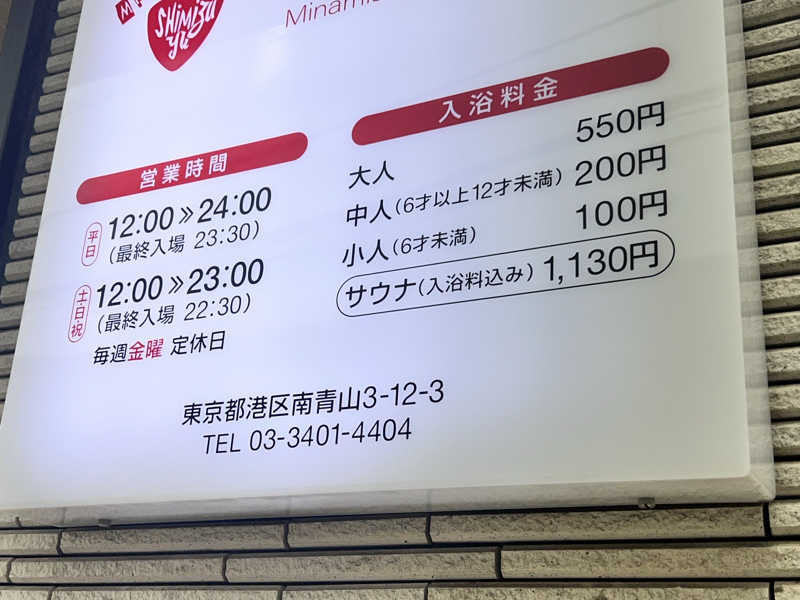 SHIMIZU
YU
営業時間
平日 12:00≫24:00
(最終入場 23:30)
土・日・祝 12:00≫23:00
(最終入場 22:30)
毎週金曜 定休日
入浴料金
大人 550円
中人(6才以上12才未満) 200円
小人(6才未満) 100円
サウナ(入浴料込み) 1,130円
東京都港区南青山3-12-3
TEL 03-3401-4404